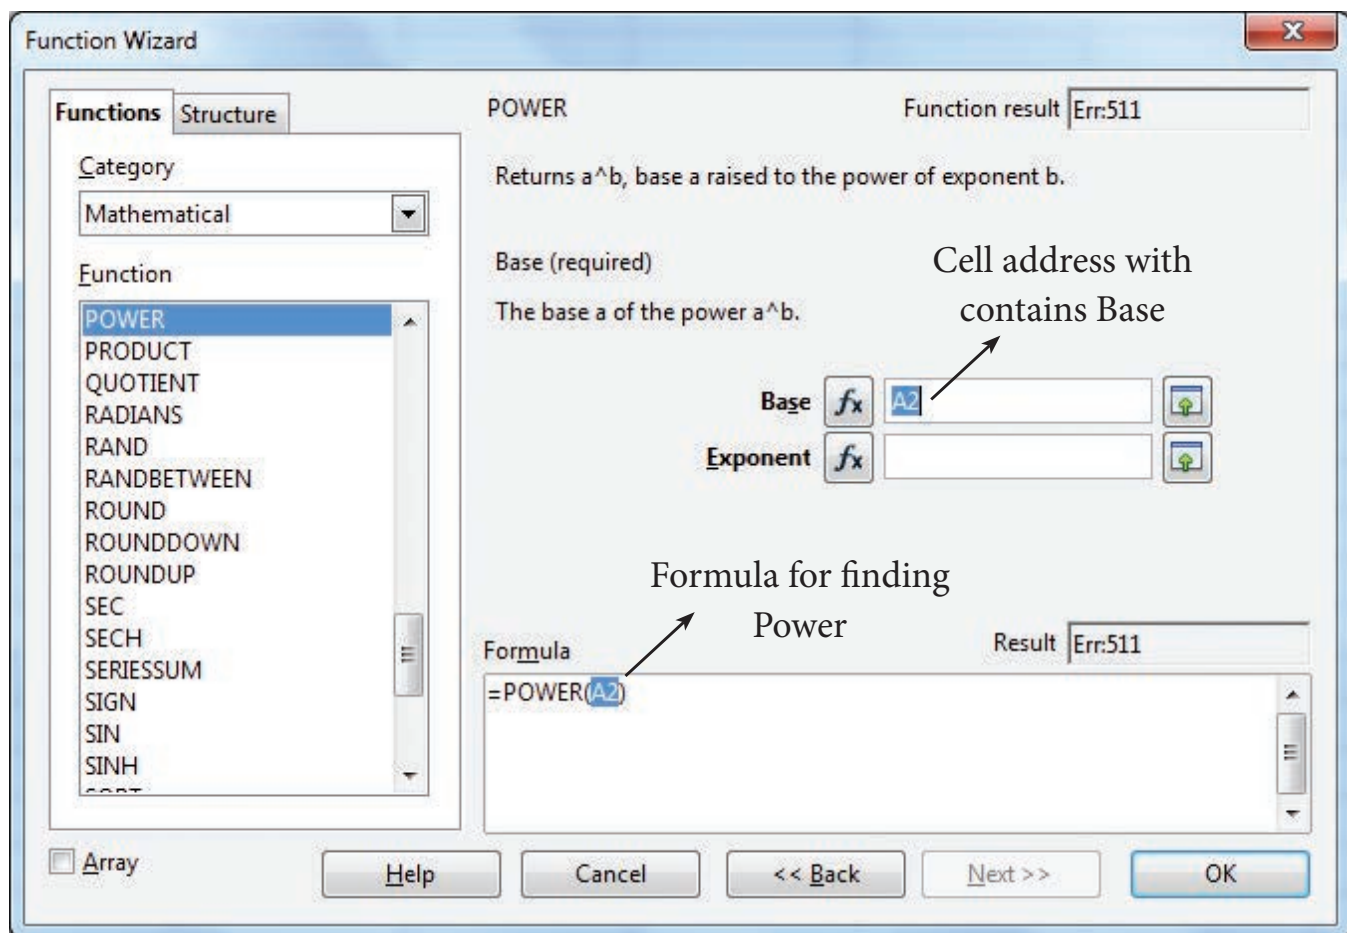 Function Wizard
x
Functions
Structure
Category
Mathematical
Function
POWER
PRODUCT
QUOTIENT
RADIANS
RAND
RANDBETWEEN
ROUND
ROUNDDOWN
ROUNDUP
SEC
SECH
SERIESSUM
SIGN
SIN
SINH
POWER
Function result Err:511
Returns a^b, base a raised to the power of exponent b.
Base (required)
The base a of the power a^b.
Cell address with
contains Base
Base fx A2
Exponent fx
Formula for finding
Power
Formula
Result Err:511
=POWER(A2)
Array
Help
Cancel
<< Back
Next >>
OK